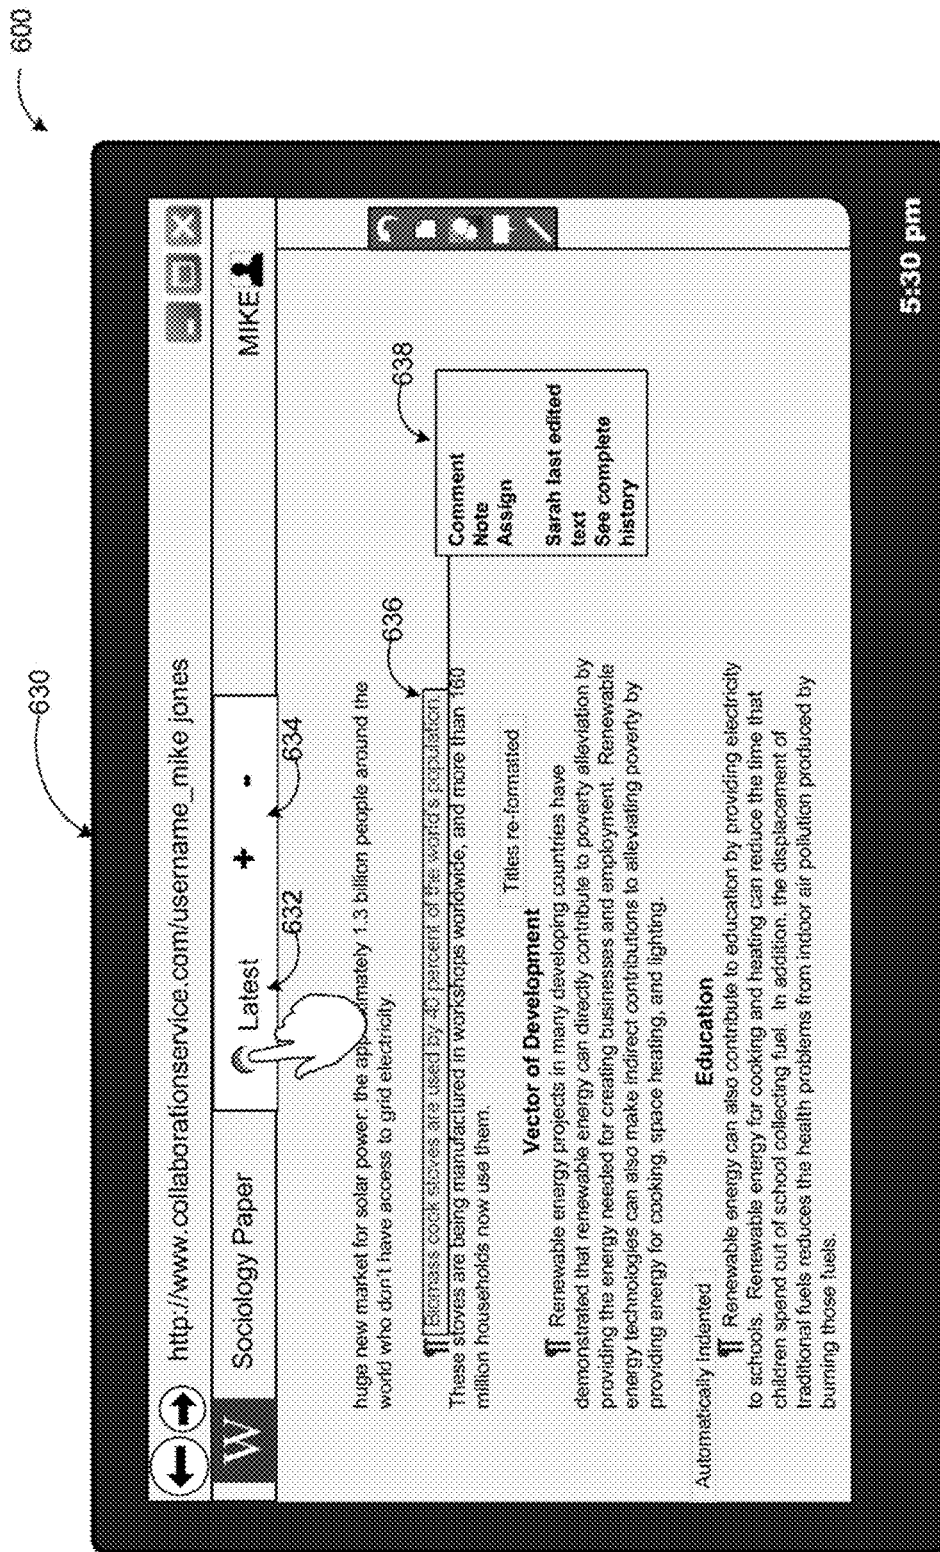 600
630
http://www.collaborationservice.com/username_mike jones
W
Sociology Paper
Latest
+
-
MIKE
632
634
huge new market for solar power: the approximately 1.3 billion people around the
world who don't have access to grid electricity
636
638
¶ Biomass cook stoves are used by 40 percent of the world's population.
These stoves are being manufactured in workshops worldwide, and more than 160
million households now use them.
Comment
Note
Assign
Sarah last edited
text
See complete
history
Titles re-formatted
Vector of Development
¶ Renewable energy projects in many developing countries have
demonstrated that renewable energy can directly contribute to poverty alleviation by
providing the energy needed for creating businesses and employment. Renewable
energy technologies can also make indirect contributions to alleviating poverty by
providing energy for cooking, space heating, and lighting.
Automatically Indented
Education
¶ Renewable energy can also contribute to education by providing electricity
to schools. Renewable energy for cooking and heating can reduce the time that
children spend out of school collecting fuel. In addition, the displacement of
traditional fuels reduces the health problems from indoor air pollution produced by
burning those fuels.
5:30 pm